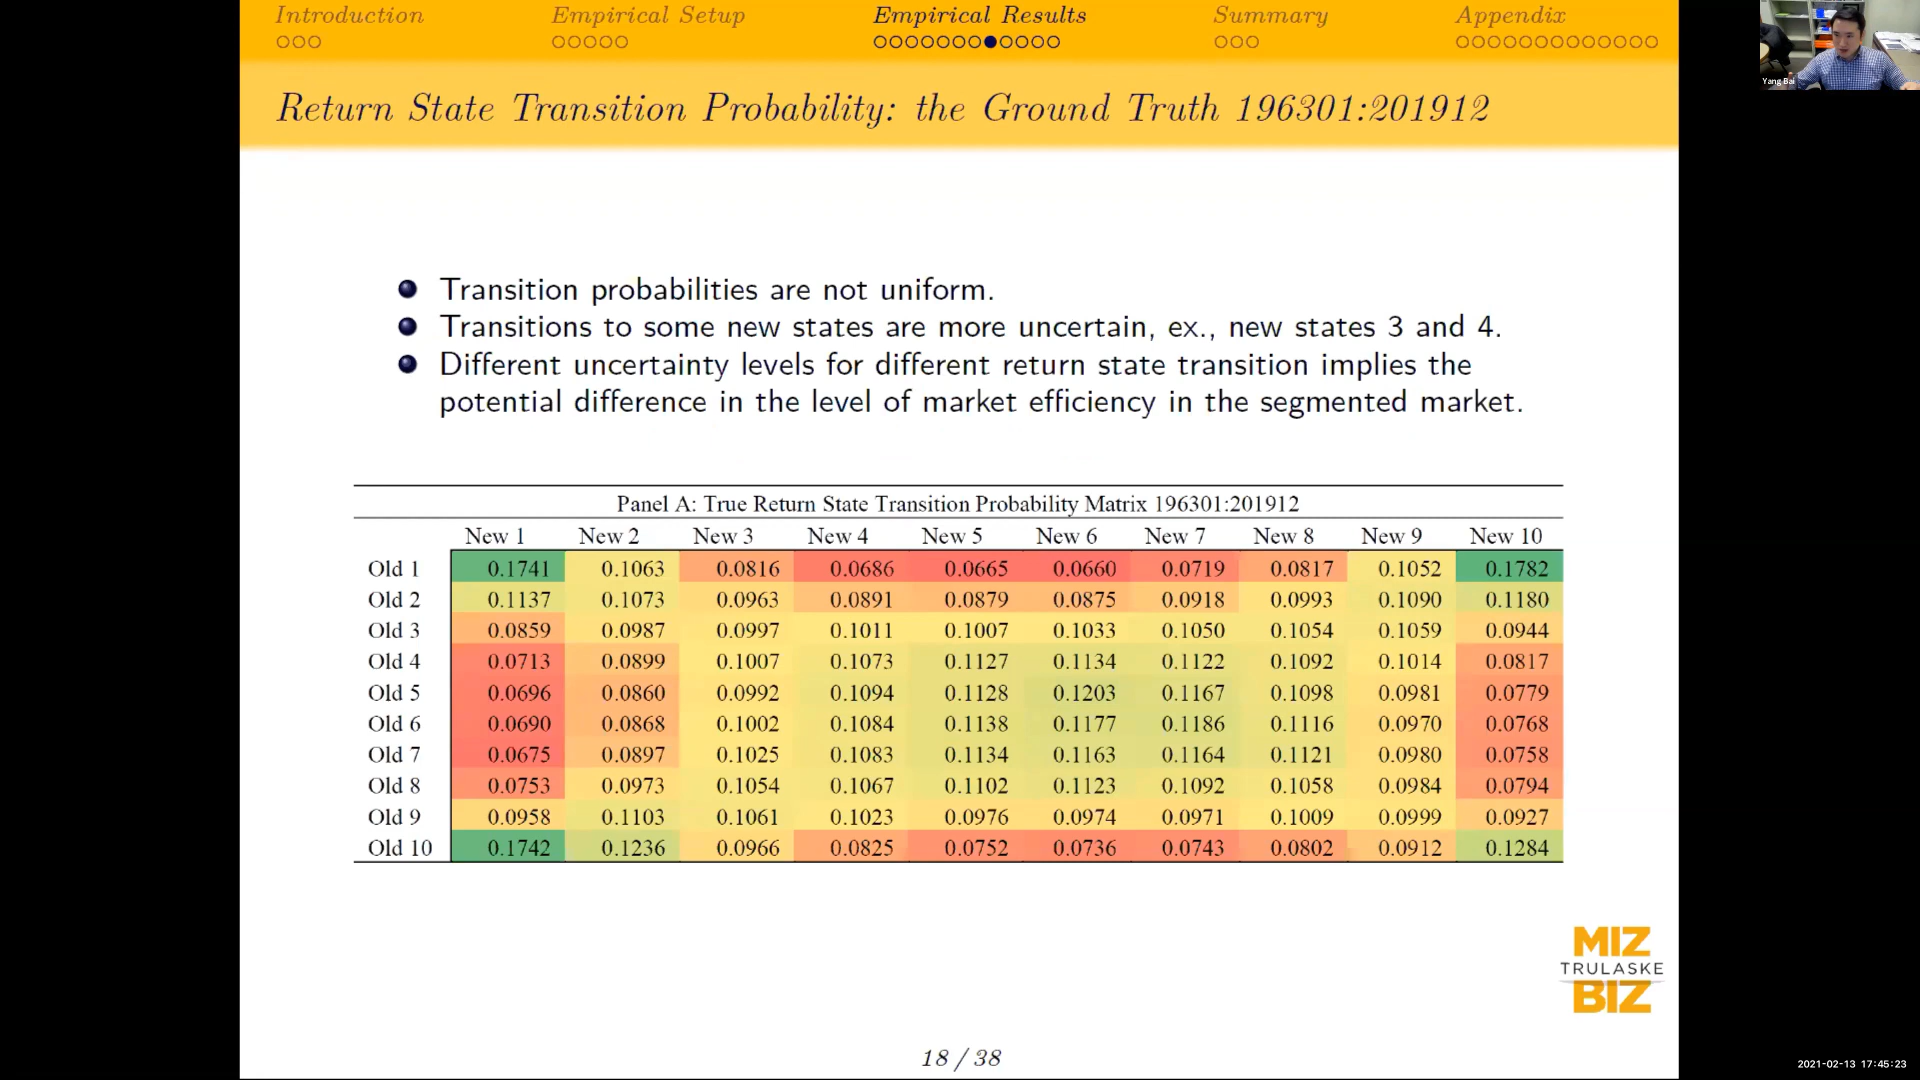 Introduction Empirical Setup Empirical Results Summary Appendix
Yang Bai
Return State Transition Probability: the Ground Truth 196301:201912
Transition probabilities are not uniform.
Transitions to some new states are more uncertain, ex., new states 3 and 4.
Different uncertainty levels for different return state transition implies the
potential difference in the level of market efficiency in the segmented market.
Panel A: True Return State Transition Probability Matrix 196301:201912
New 1 New 2 New 3 New 4 New 5 New 6 New 7 New 8 New 9 New 10
Old 1 0.1741 0.1063 0.0816 0.0686 0.0665 0.0660 0.0719 0.0817 0.1052 0.1782
Old 2 0.1137 0.1073 0.0963 0.0891 0.0879 0.0875 0.0918 0.0993 0.1090 0.1180
Old 3 0.0859 0.0987 0.0997 0.1011 0.1007 0.1033 0.1050 0.1054 0.1059 0.0944
Old 4 0.0713 0.0899 0.1007 0.1073 0.1127 0.1134 0.1122 0.1092 0.1014 0.0817
Old 5 0.0696 0.0860 0.0992 0.1094 0.1128 0.1203 0.1167 0.1098 0.0981 0.0779
Old 6 0.0690 0.0868 0.1002 0.1084 0.1138 0.1177 0.1186 0.1116 0.0970 0.0768
Old 7 0.0675 0.0897 0.1025 0.1083 0.1134 0.1163 0.1164 0.1121 0.0980 0.0758
Old 8 0.0753 0.0973 0.1054 0.1067 0.1102 0.1123 0.1092 0.1058 0.0984 0.0794
Old 9 0.0958 0.1103 0.1061 0.1023 0.0976 0.0974 0.0971 0.1009 0.0999 0.0927
Old 10 0.1742 0.1236 0.0966 0.0825 0.0752 0.0736 0.0743 0.0802 0.0912 0.1284
MIZ
TRULASKE
BIZ
18 / 38
2021-02-13 17:45:23